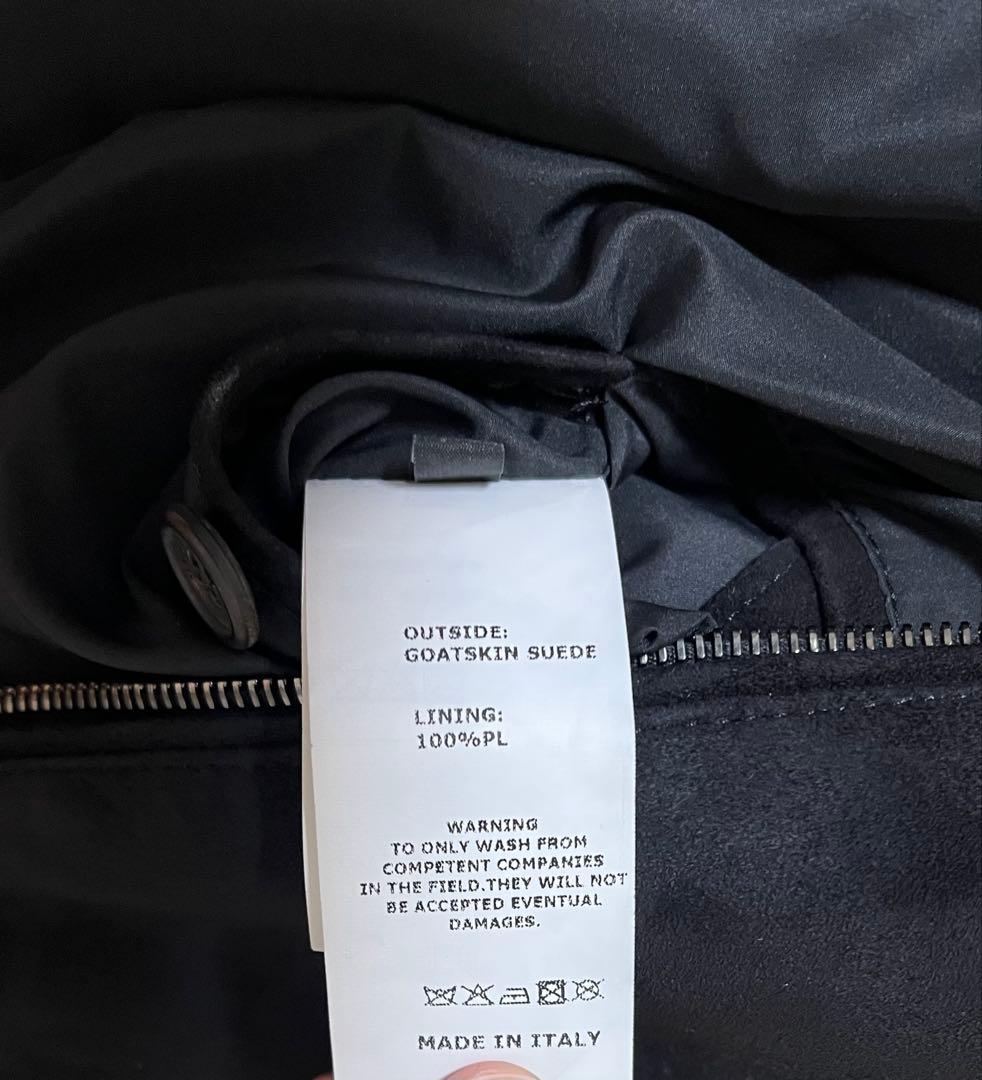 OUTSIDE:
GOATSKIN SUEDE
LINING:
100%PL
WARNING
TO ONLY WASH FROM
COMPETENT COMPANIES
IN THE FIELD.THEY WILL NOT
BE ACCEPTED EVENTUAL
DAMAGES.
MADE IN ITALY